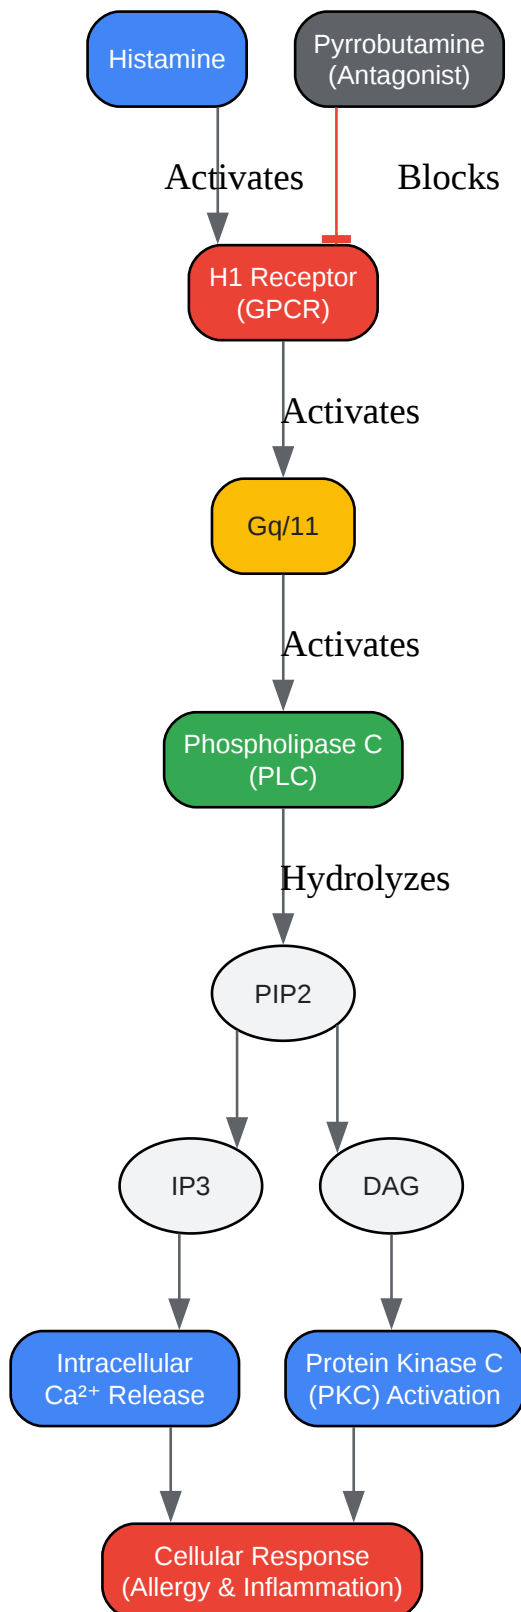 Histamine
Pyrrobutamine
(Antagonist)
Activates
Blocks
H1 Receptor
(GPCR)
Activates
Gq/11
Activates
Phospholipase C
(PLC)
Hydrolyzes
PIP2
IP3
DAG
Intracellular
Ca²⁺ Release
Protein Kinase C
(PKC) Activation
Cellular Response
(Allergy & Inflammation)